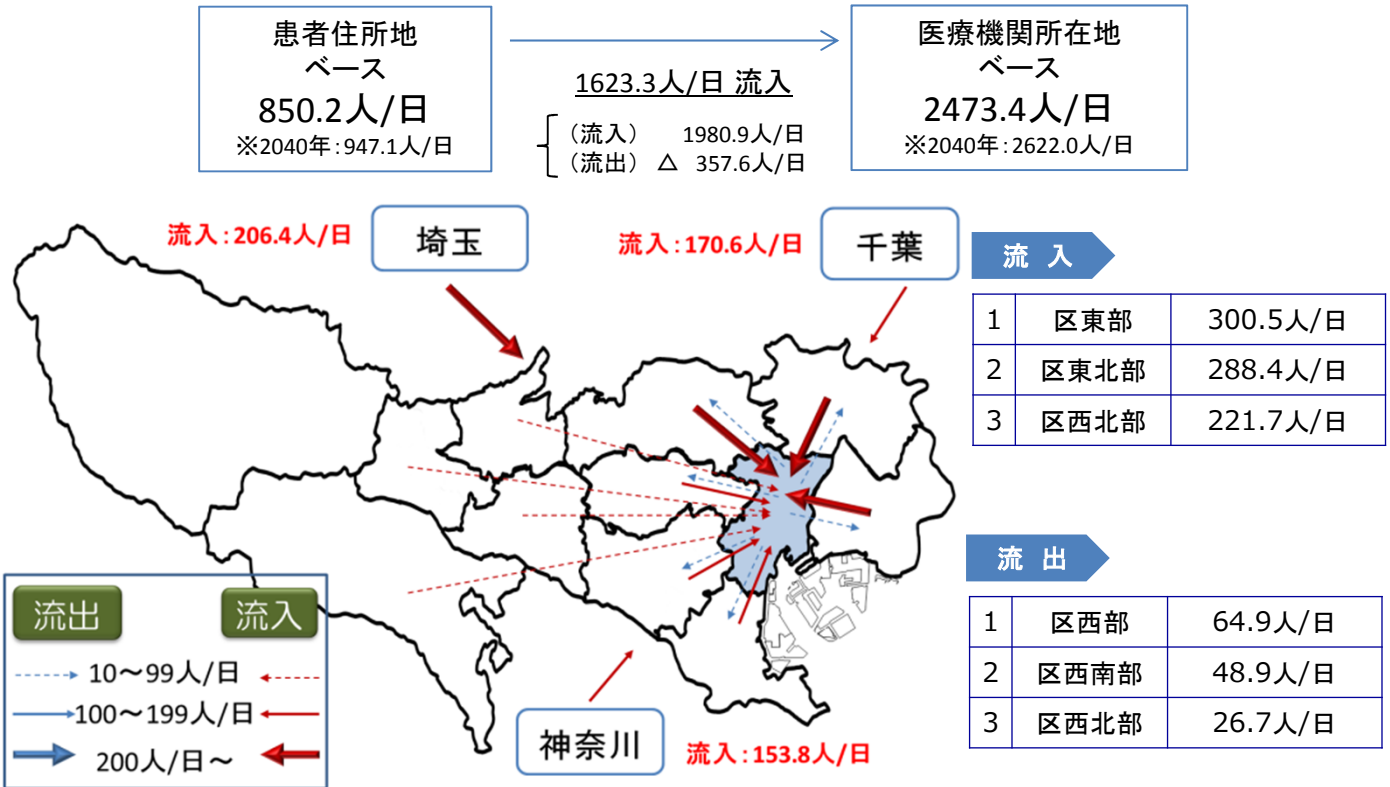 患者住所地
ベース
850.2人/日
※2040年：947.1人/日
1623.3人/日 流入
（流入） 1980.9人/日
（流出） △ 357.6人/日
医療機関所在地
ベース
2473.4人/日
※2040年：2622.0人/日
流入：206.4人/日
埼玉
流入：170.6人/日
千葉
流 入
1 区東部 300.5人/日
2 区東北部 288.4人/日
3 区西北部 221.7人/日
流 出
1 区西部 64.9人/日
2 区西南部 48.9人/日
3 区西北部 26.7人/日
流出 流入
10～99人/日
100～199人/日
200人/日～
神奈川
流入：153.8人/日